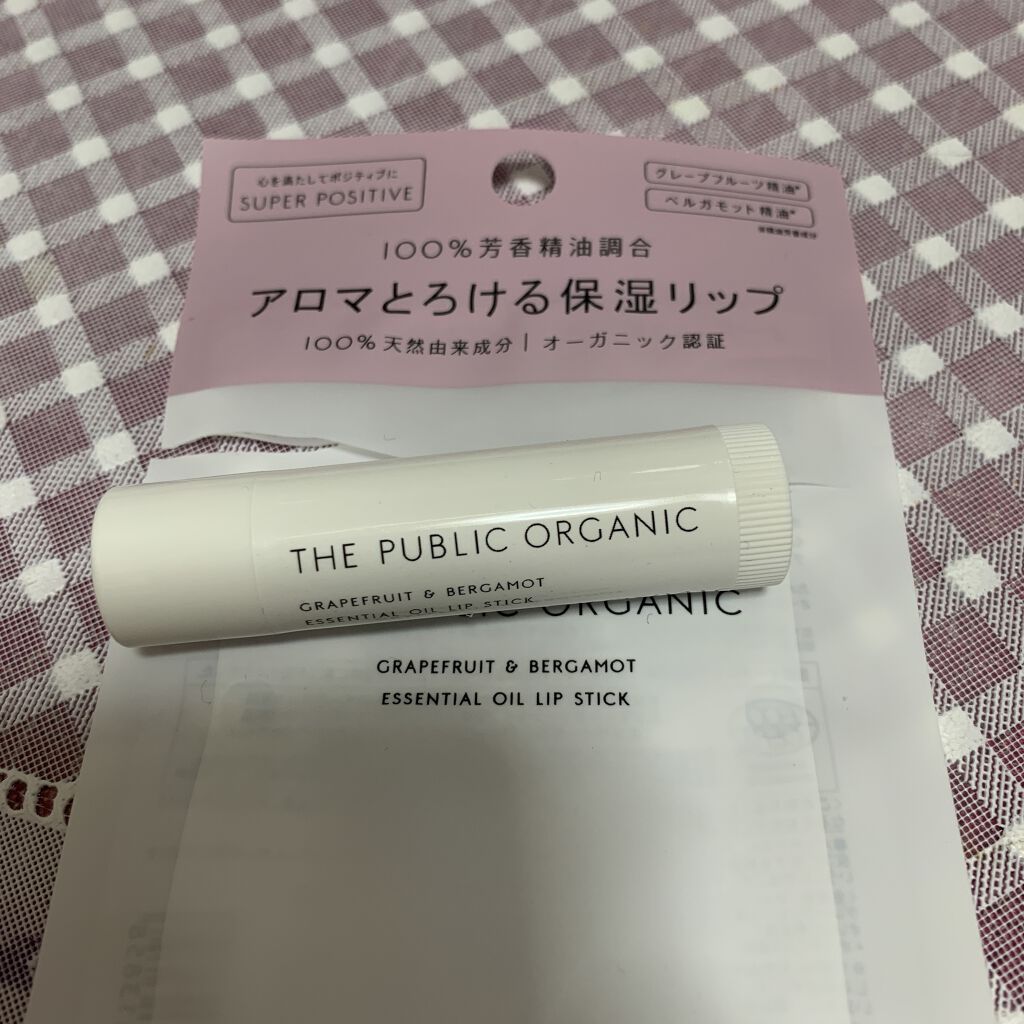 心を満たしてポジティブに
SUPER POSITIVE
グレープフルーツ精油*
ベルガモット精油*
100%芳香精油調合
アロマとろける保湿リップ
100%天然由来成分 | オーガニック認証
THE PUBLIC ORGANIC
GRAPEFRUIT & BERGAMOT
ESSENTIAL OIL LIP STICK
ORGANIC
GRAPEFRUIT & BERGAMOT
ESSENTIAL OIL LIP STICK